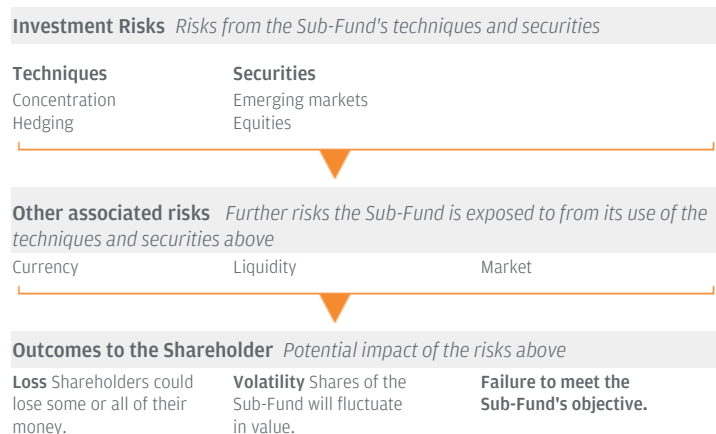 Investment Risks Risks from the Sub-Fund's techniques and securities
Techniques Securities
Concentration Emerging markets
Hedging Equities
Other associated risks Further risks the Sub-Fund is exposed to from its use of the
techniques and securities above
Currency Liquidity Market
Outcomes to the Shareholder Potential impact of the risks above
Loss Shareholders could
lose some or all of their
money.
Volatility Shares of the
Sub-Fund will fluctuate
in value.
Failure to meet the
Sub-Fund's objective.